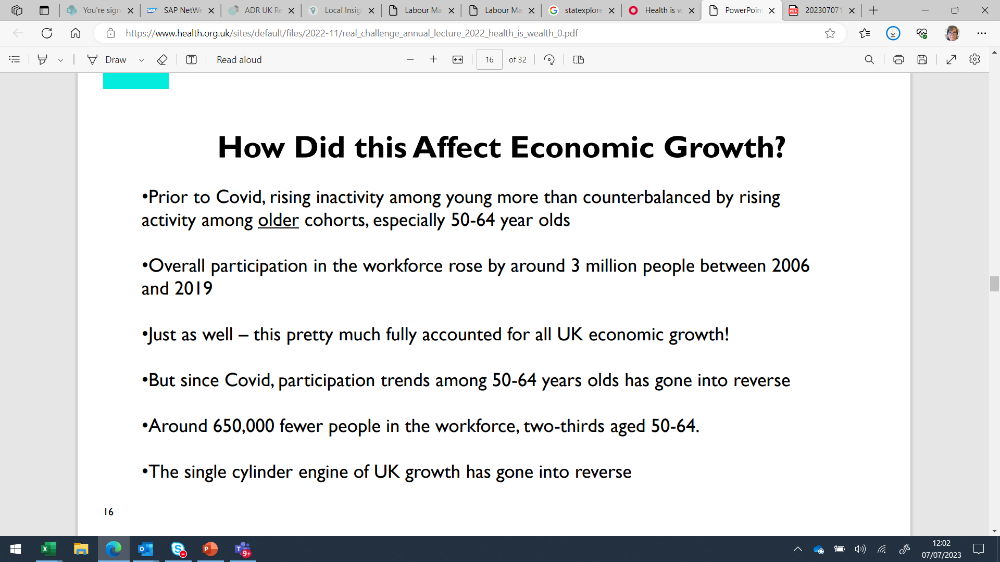 You're sign
SAP NetWe
ADR UK Re
Local Insig
Labour Ma
Labour Ma
statexplore
Health is w
PowerPoint
202307071
https://www.health.org.uk/sites/default/files/2022-11/real_challenge_annual_lecture_2022_health_is_wealth_0.pdf
Draw
Read aloud
16 of 32
How Did this Affect Economic Growth?
•Prior to Covid, rising inactivity among young more than counterbalanced by rising
activity among older cohorts, especially 50-64 year olds
•Overall participation in the workforce rose by around 3 million people between 2006
and 2019
•Just as well – this pretty much fully accounted for all UK economic growth!
•But since Covid, participation trends among 50-64 years olds has gone into reverse
•Around 650,000 fewer people in the workforce, two-thirds aged 50-64.
•The single cylinder engine of UK growth has gone into reverse
16
9+
12:02
07/07/2023